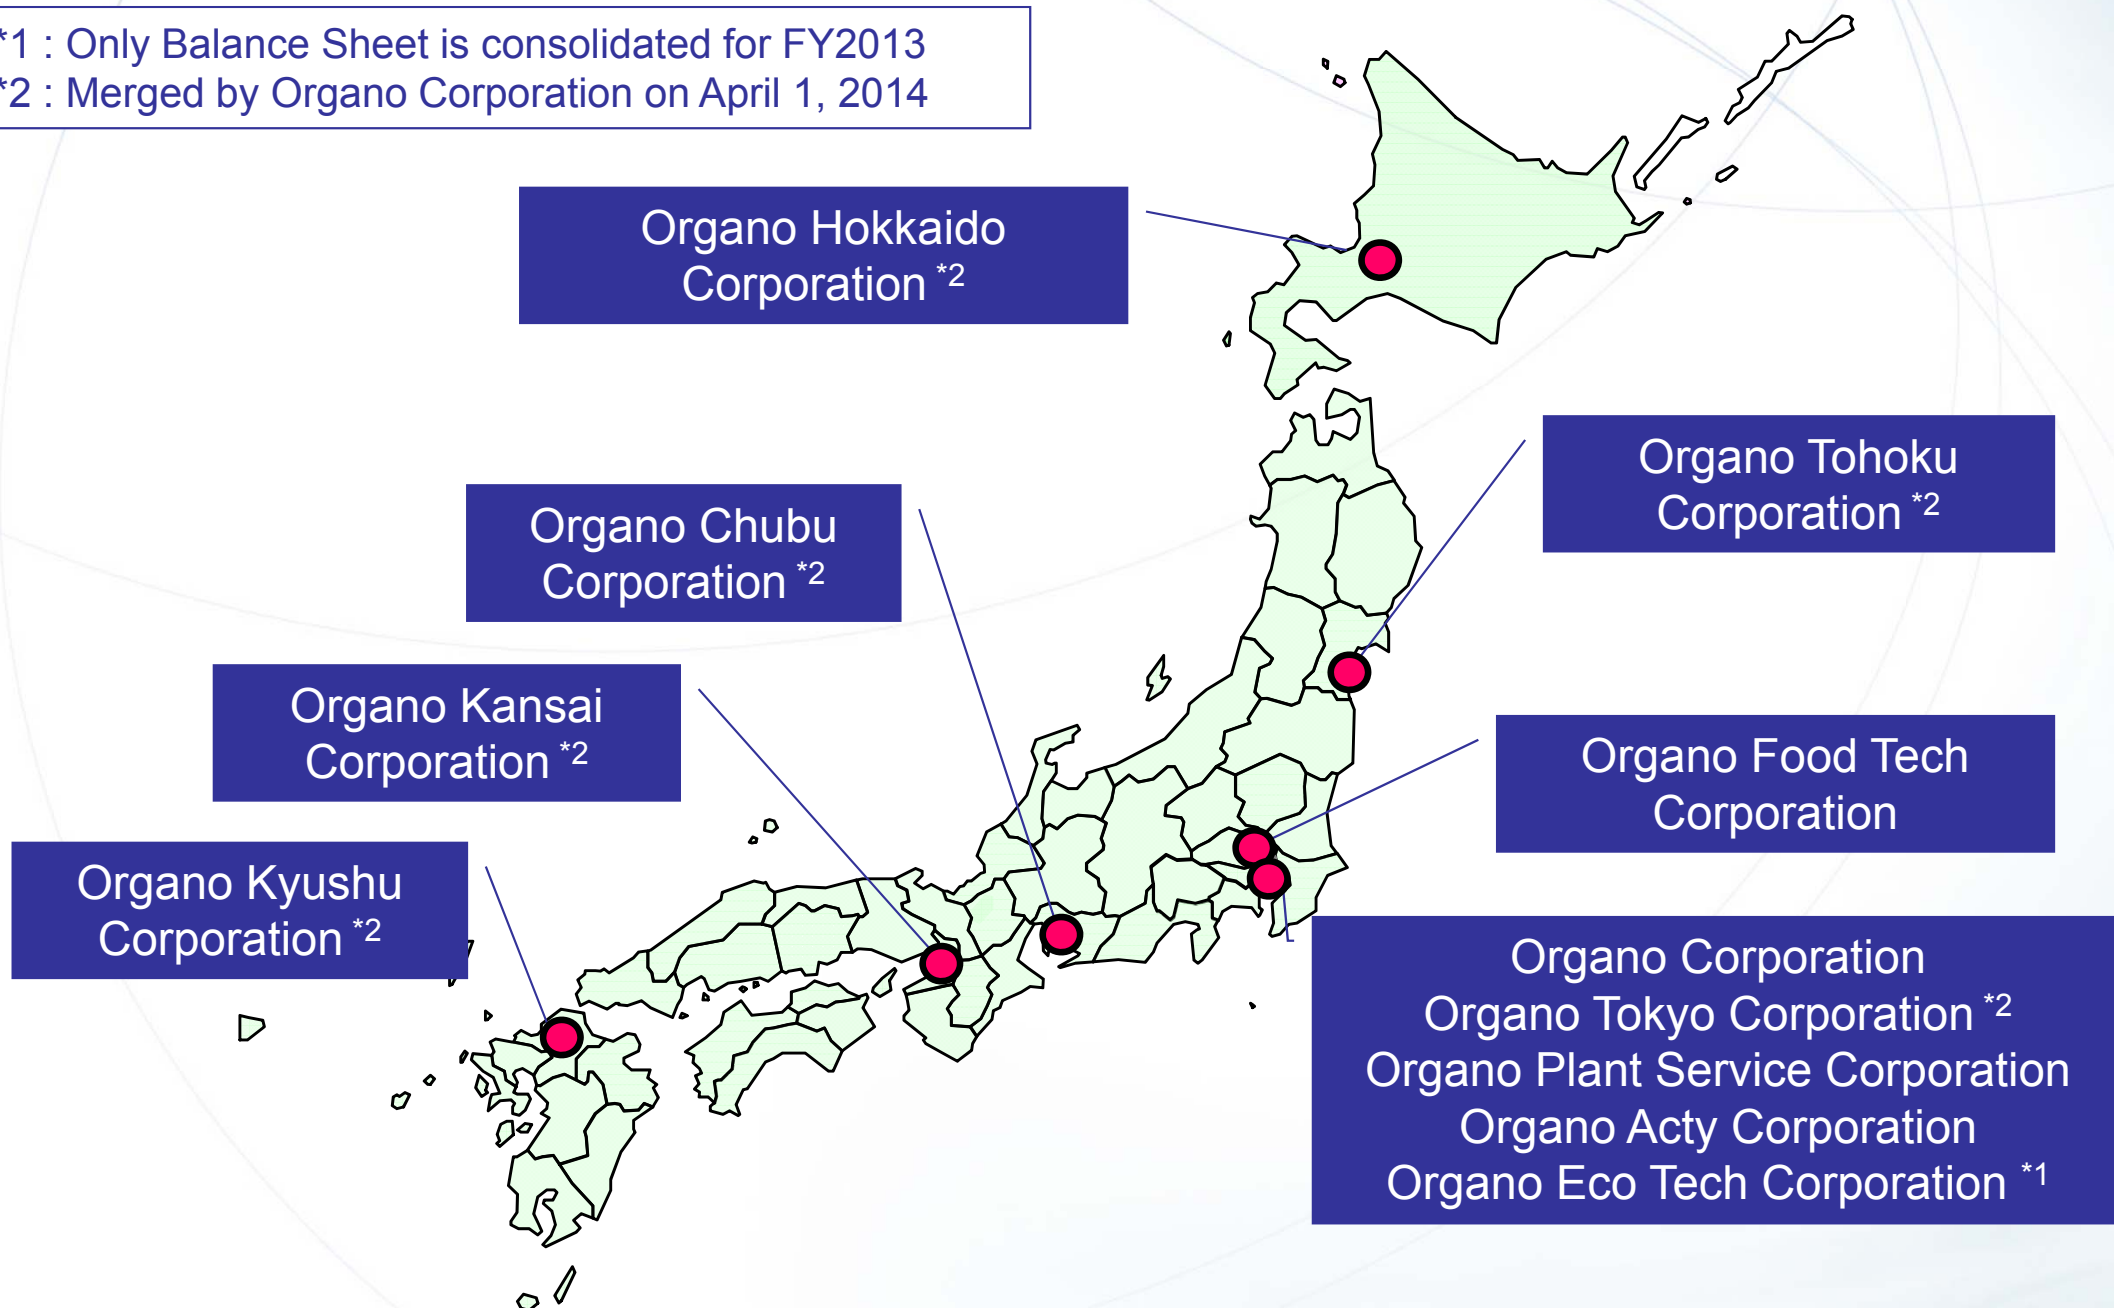 *1 : Only Balance Sheet is consolidated for FY2013
*2 : Merged by Organo Corporation on April 1, 2014
Organo Hokkaido
Corporation *2
Organo Tohoku
Corporation *2
Organo Chubu
Corporation *2
Organo Kansai
Corporation *2
Organo Food Tech
Corporation
Organo Kyushu
Corporation *2
Organo Corporation
Organo Tokyo Corporation *2
Organo Plant Service Corporation
Organo Acty Corporation
Organo Eco Tech Corporation *1